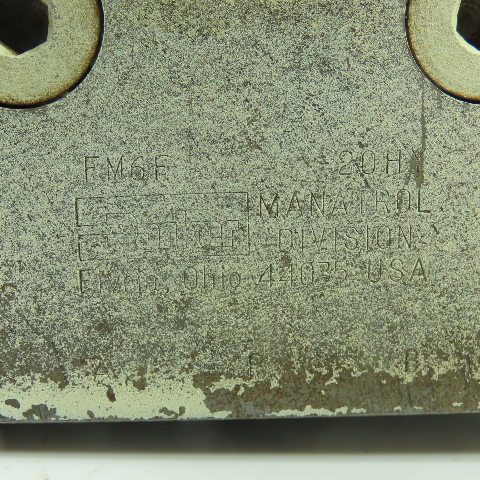 FM6F 20H
MANATROL
DIVISION
Elyria, Ohio 44035 USA
A P B